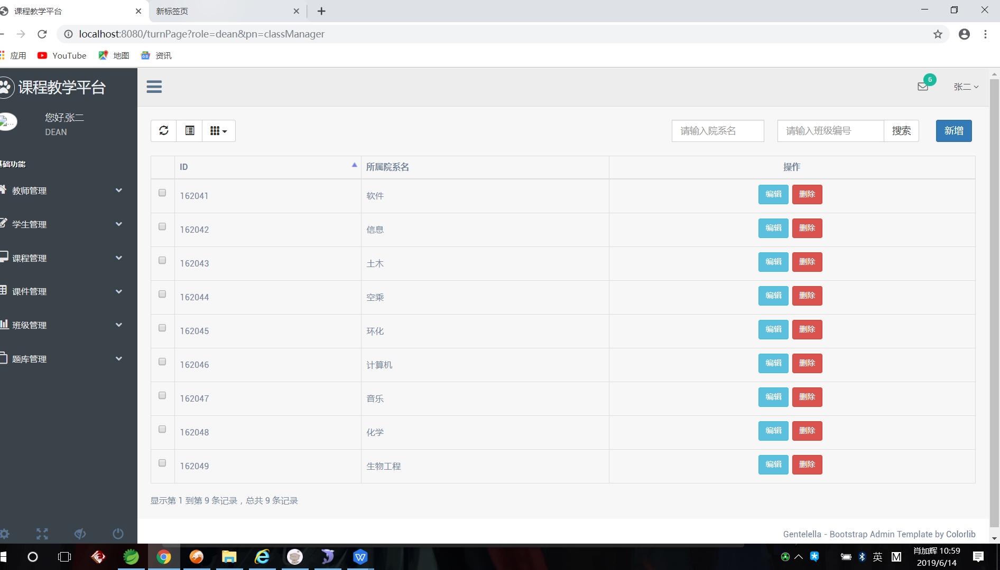 课程教学平台
新标签页
localhost:8080/turnPage?role=dean&pn=classManager
应用 YouTube 地图 资讯
课程教学平台
6
张二
您好,张二
DEAN
基础功能
教师管理
学生管理
课程管理
课件管理
班级管理
题库管理
请输入院系名 请输入班级编号 搜索 新增
ID 所属院系名 操作
162041 软件 编辑 删除
162042 信息 编辑 删除
162043 土木 编辑 删除
162044 空乘 编辑 删除
162045 环化 编辑 删除
162046 计算机 编辑 删除
162047 音乐 编辑 删除
162048 化学 编辑 删除
162049 生物工程 编辑 删除
显示第 1 到第 9 条记录，总共 9 条记录
Gentelella - Bootstrap Admin Template by Colorlib
英 M
肖加辉 10:59
2019/6/14